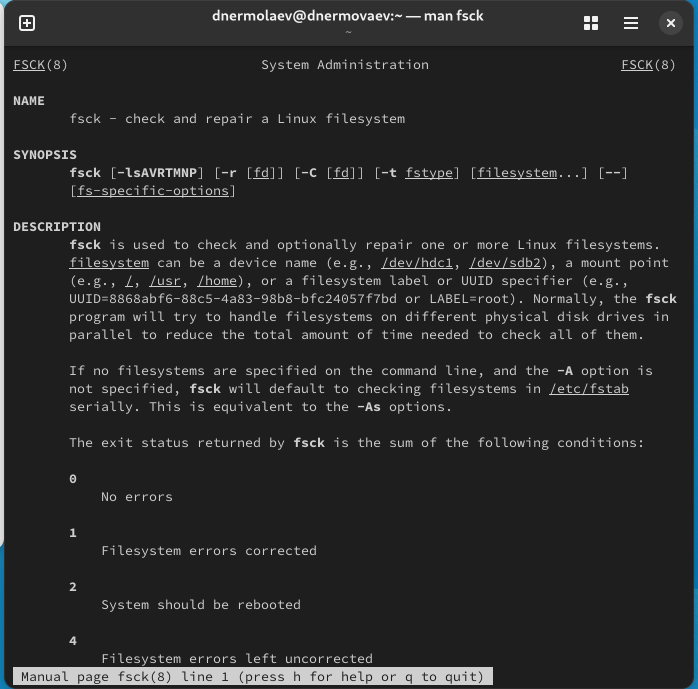 dnermolaev@dnermovaev:~ — man fsck
~
FSCK(8) System Administration FSCK(8)
NAME
fsck - check and repair a Linux filesystem
SYNOPSIS
fsck [-lsAVRTMNP] [-r [fd]] [-C [fd]] [-t fstype] [filesystem...] [--]
[fs-specific-options]
DESCRIPTION
fsck is used to check and optionally repair one or more Linux filesystems.
filesystem can be a device name (e.g., /dev/hdc1, /dev/sdb2), a mount point
(e.g., /, /usr, /home), or a filesystem label or UUID specifier (e.g.,
UUID=8868abf6-88c5-4a83-98b8-bfc24057f7bd or LABEL=root). Normally, the fsck
program will try to handle filesystems on different physical disk drives in
parallel to reduce the total amount of time needed to check all of them.
If no filesystems are specified on the command line, and the -A option is
not specified, fsck will default to checking filesystems in /etc/fstab
serially. This is equivalent to the -As options.
The exit status returned by fsck is the sum of the following conditions:
0
No errors
1
Filesystem errors corrected
2
System should be rebooted
4
Filesystem errors left uncorrected
Manual page fsck(8) line 1 (press h for help or q to quit)